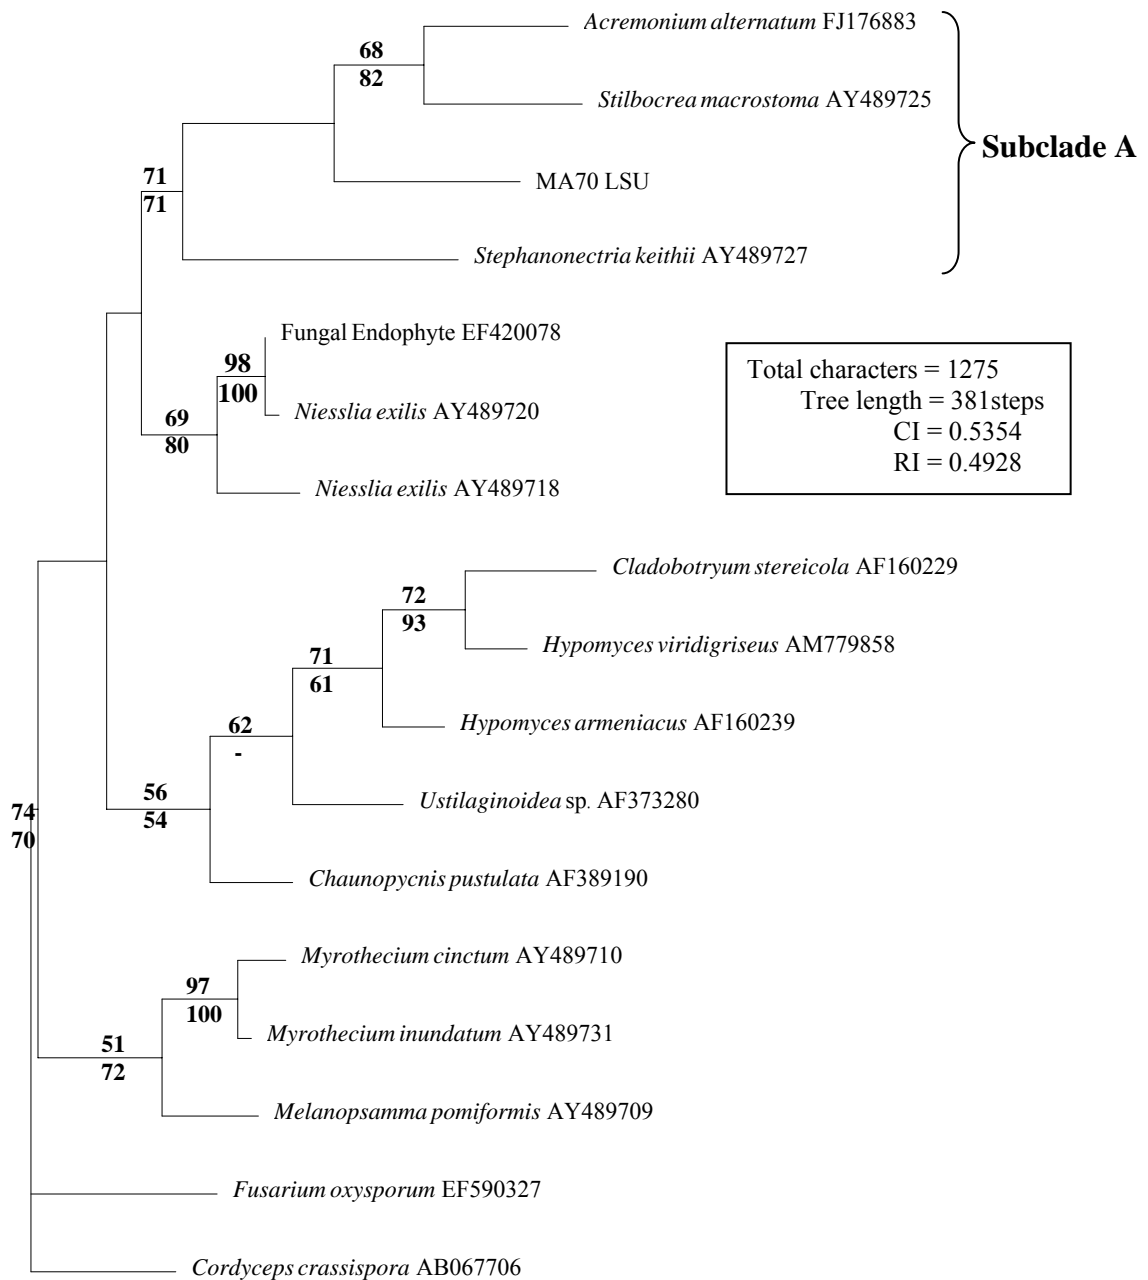 Acremonium alternatum FJ176883
68
82
Stilbocrea macrostoma AY489725
Subclade A
MA70 LSU
71
71
Stephanonectria keithii AY489727
Fungal Endophyte EF420078
98
100
Niesslia exilis AY489720
69
80
Niesslia exilis AY489718
Total characters = 1275
Tree length = 381steps
CI = 0.5354
RI = 0.4928
Cladobotryum stereicola AF160229
72
93
Hypomyces viridigriseus AM779858
71
61
Hypomyces armeniacus AF160239
62
-
Ustilaginoidea sp. AF373280
56
54
74
70
Chaunopycnis pustulata AF389190
Myrothecium cinctum AY489710
97
100
Myrothecium inundatum AY489731
51
72
Melanopsamma pomiformis AY489709
Fusarium oxysporum EF590327
Cordyceps crassispora AB067706